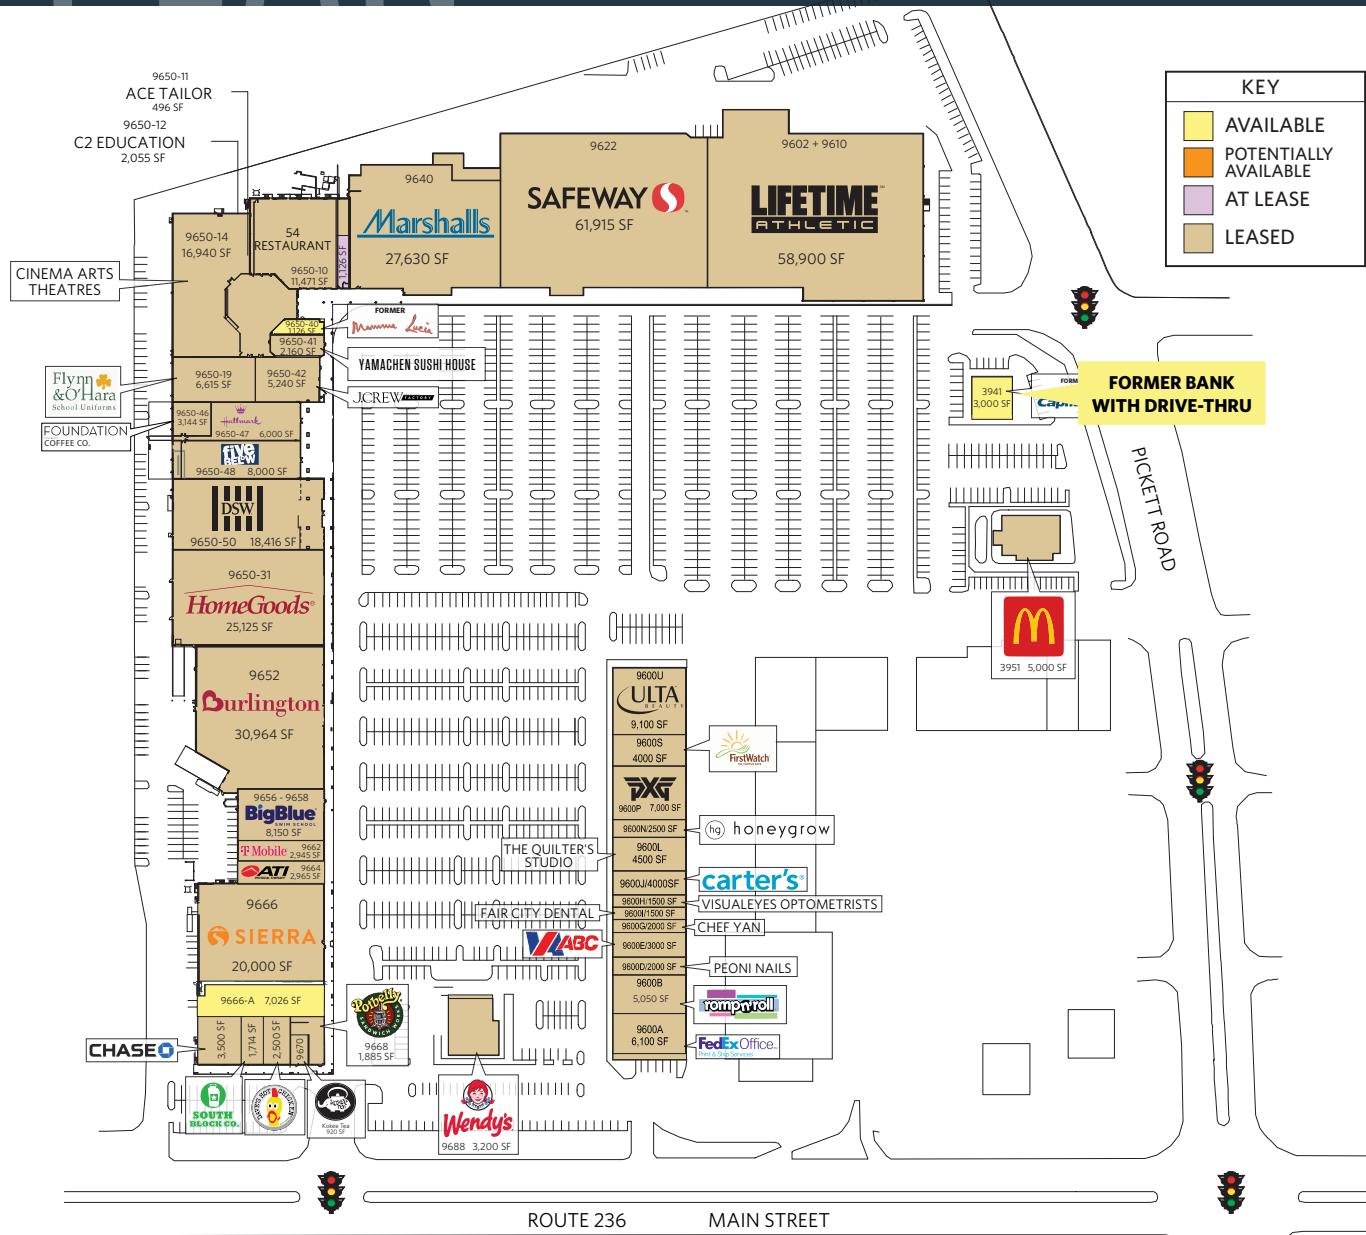 9650-11
ACE TAILOR
496 SF
9650-12
C2 EDUCATION
2,055 SF
KEY
AVAILABLE
POTENTIALLY
AVAILABLE
AT LEASE
LEASED
9622
SAFEWAY
61,915 SF
9602 + 9610
LIFETIME
ATHLETIC
58,900 SF
9640
Marshalls
27,630 SF
54
RESTAURANT
9650-10
11,471 SF
1,126 SF
9650-14
16,940 SF
CINEMA ARTS
THEATRES
9650-40
1,126 SF
FORMER
Mamma Lucia
9650-41
2,160 SF
YAMACHEN SUSHI HOUSE
9650-19
6,615 SF
Flynn
&O'Hara
School Uniforms
9650-42
5,240 SF
J.CREW FACTORY
9650-46
3,144 SF
FOUNDATION
COFFEE CO.
Hallmark
9650-47 6,000 SF
five
BELOW
9650-48 8,000 SF
DSW
9650-50 18,416 SF
9650-31
HomeGoods
25,125 SF
9652
Burlington
30,964 SF
9656 - 9658
BigBlue
SWIM SCHOOL
8,150 SF
T Mobile
9662
2,945 SF
ATI
PHYSICAL THERAPY
9664
2,965 SF
9666
SIERRA
20,000 SF
9666-A 7,026 SF
CHASE
3,500 SF
1,714 SF
2,500 SF
9670
Potbelly
SANDWICH WORKS
9668
1,885 SF
SOUTH
BLOCK CO.
DAVE'S HOT CHICKEN
Kokee Tea
920 SF
Wendy's
9688 3,200 SF
3941
3,000 SF
FORMER BANK
WITH DRIVE-THRU
PICKETT ROAD
3951 5,000 SF
9600U
ULTA
BEAUTY
9,100 SF
9600S
4000 SF
FirstWatch
PXG
9600P 7,000 SF
9600N/2500 SF
hg honeygrow
9600L
4500 SF
THE QUILTER'S
STUDIO
9600J/4000SF
carter's
9600H/1500 SF
VISUALEYES OPTOMETRISTS
9600I/1500 SF
FAIR CITY DENTAL
9600G/2000 SF
CHEF YAN
9600E/3000 SF
VA ABC
9600D/2000 SF
PEONI NAILS
9600B
5,050 SF
romp n' roll
9600A
6,100 SF
FedEx Office
Print & Ship Services
ROUTE 236
MAIN STREET